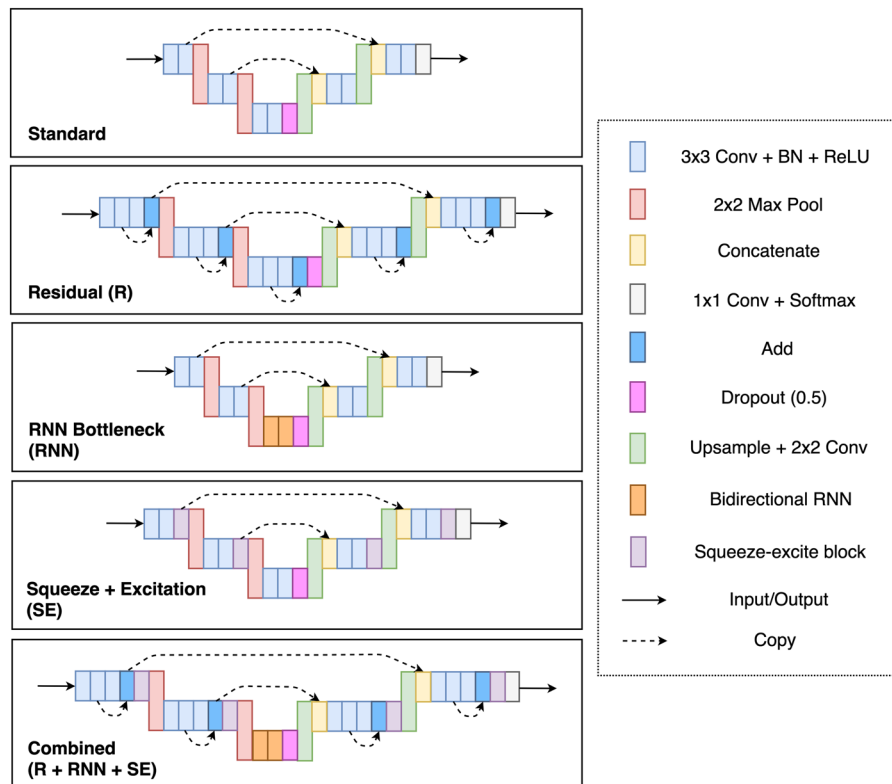 Standard
Residual (R)
RNN Bottleneck
(RNN)
Squeeze + Excitation
(SE)
Combined
(R + RNN + SE)
3x3 Conv + BN + ReLU
2x2 Max Pool
Concatenate
1x1 Conv + Softmax
Add
Dropout (0.5)
Upsample + 2x2 Conv
Bidirectional RNN
Squeeze-excite block
Input/Output
Copy